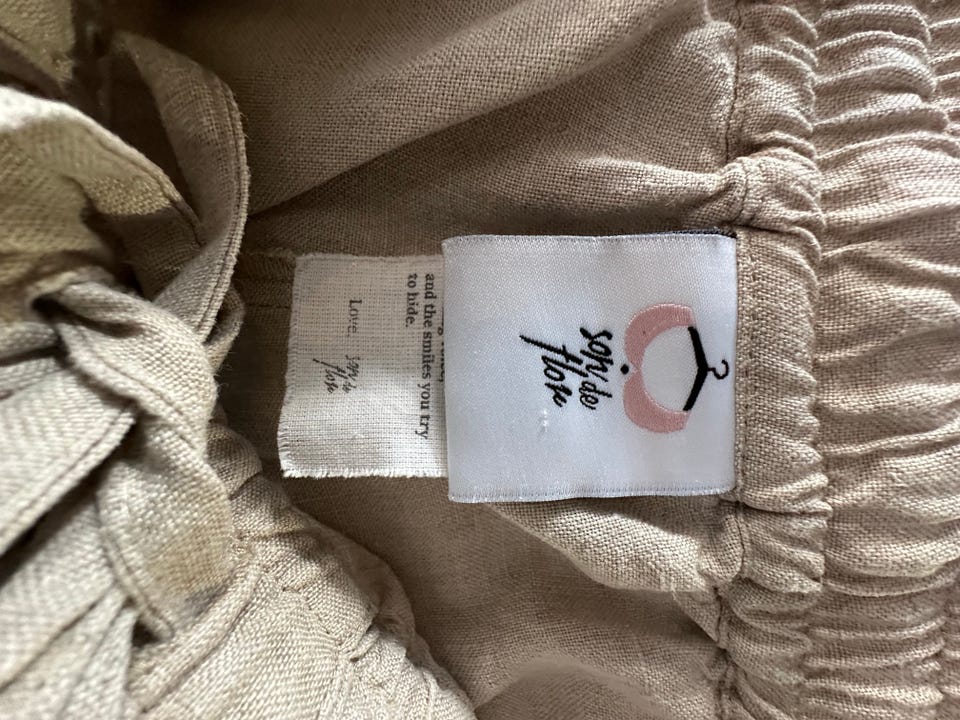 son de
flor
and the smiles you try
to hide.
Love,
son de
flor